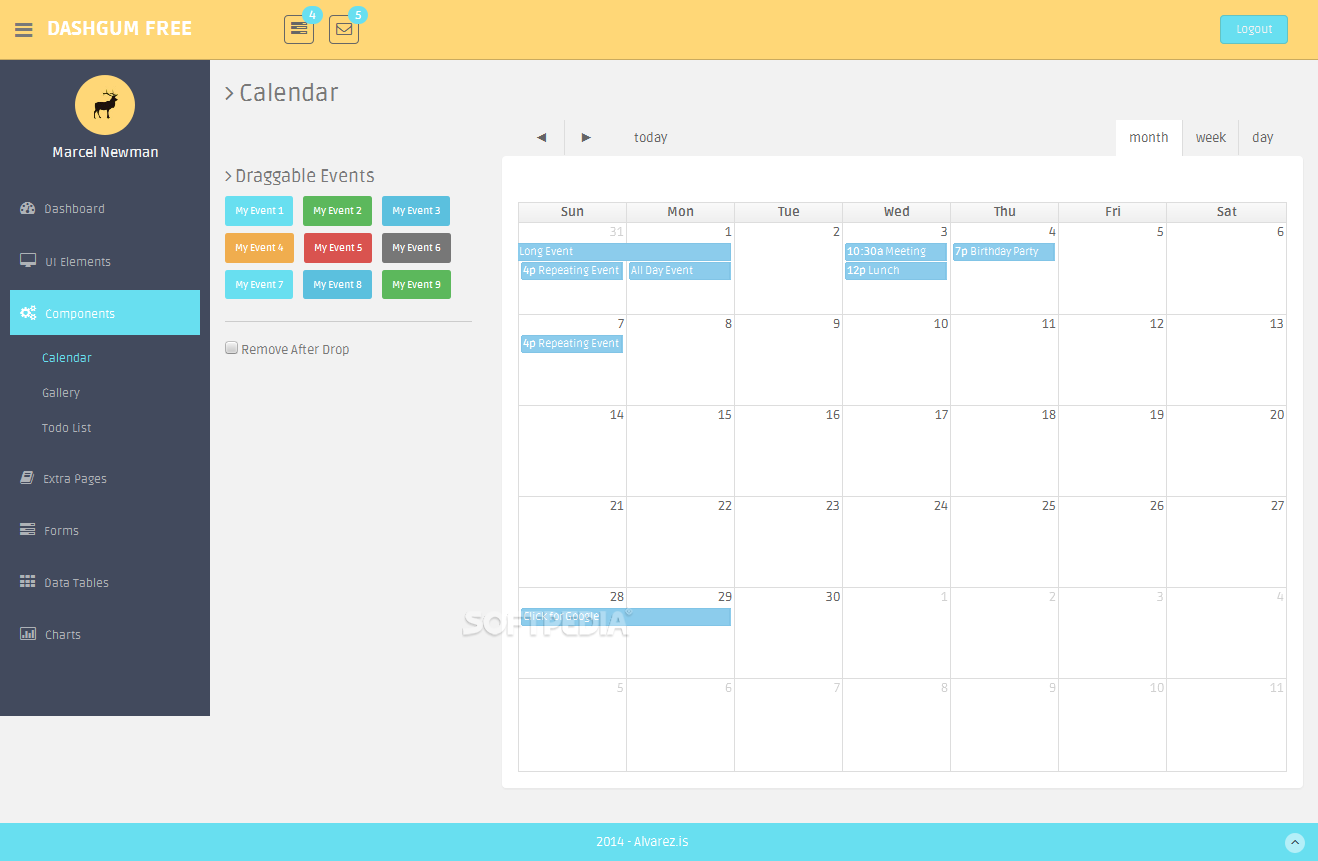 DASHGUM FREE
4
5
Logout
Marcel Newman
Dashboard
UI Elements
Components
Calendar
Gallery
Todo List
Extra Pages
Forms
Data Tables
Charts
Calendar
Draggable Events
My Event 1 My Event 2 My Event 3
My Event 4 My Event 5 My Event 6
My Event 7 My Event 8 My Event 9
Remove After Drop
today
month week day
Sun Mon Tue Wed Thu Fri Sat
31 1 2 3 4 5 6
Long Event 10:30a Meeting 7p Birthday Party
4p Repeating Event All Day Event 12p Lunch
7 8 9 10 11 12 13
4p Repeating Event
14 15 16 17 18 19 20
21 22 23 24 25 26 27
28 29 30 1 2 3 4
Click for Google
SOFTPEDIA
5 6 7 8 9 10 11
2014 - Alvarez.is